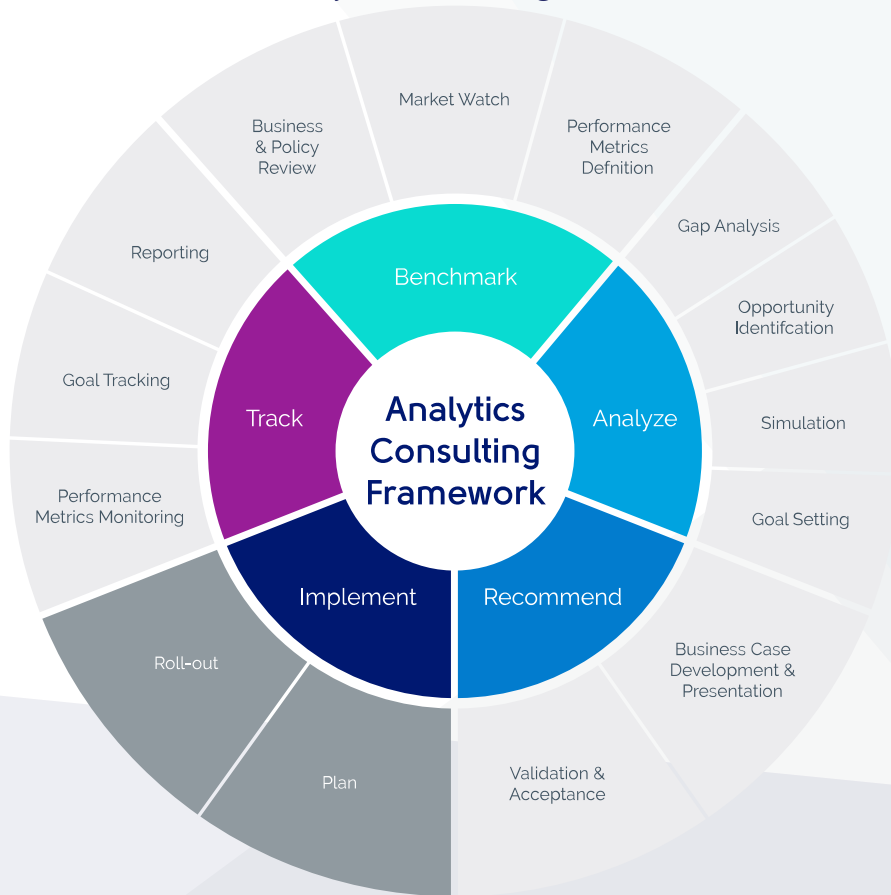 Market Watch
Business
& Policy
Review
Performance
Metrics
Defnition
Gap Analysis
Reporting
Benchmark
Opportunity
Identifcation
Goal Tracking
Track
Analytics
Consulting
Framework
Analyze
Simulation
Performance
Metrics Monitoring
Goal Setting
Implement
Recommend
Roll-out
Business Case
Development &
Presentation
Plan
Validation &
Acceptance